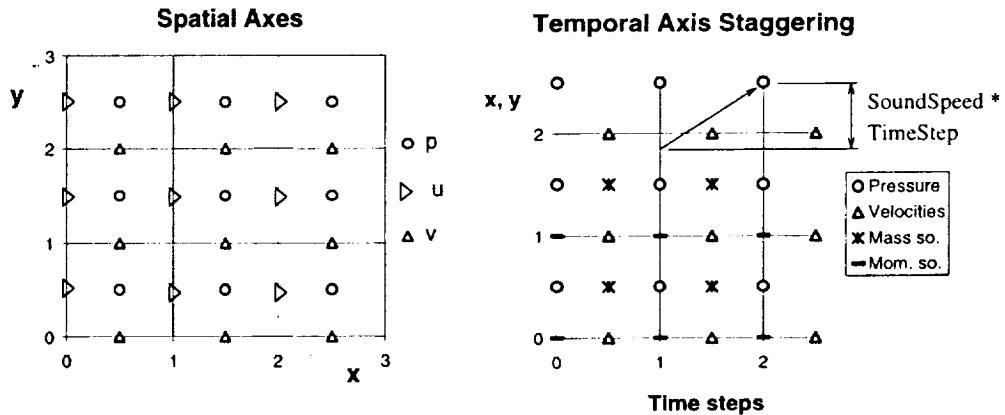 Spatial Axes
3
y
2
1
0
0 1 2 3
x
p
u
v
Temporal Axis Staggering
x, y
2
1
0
0 1 2
Time steps
SoundSpeed *
TimeStep
Pressure
Velocities
Mass so.
Mom. so.